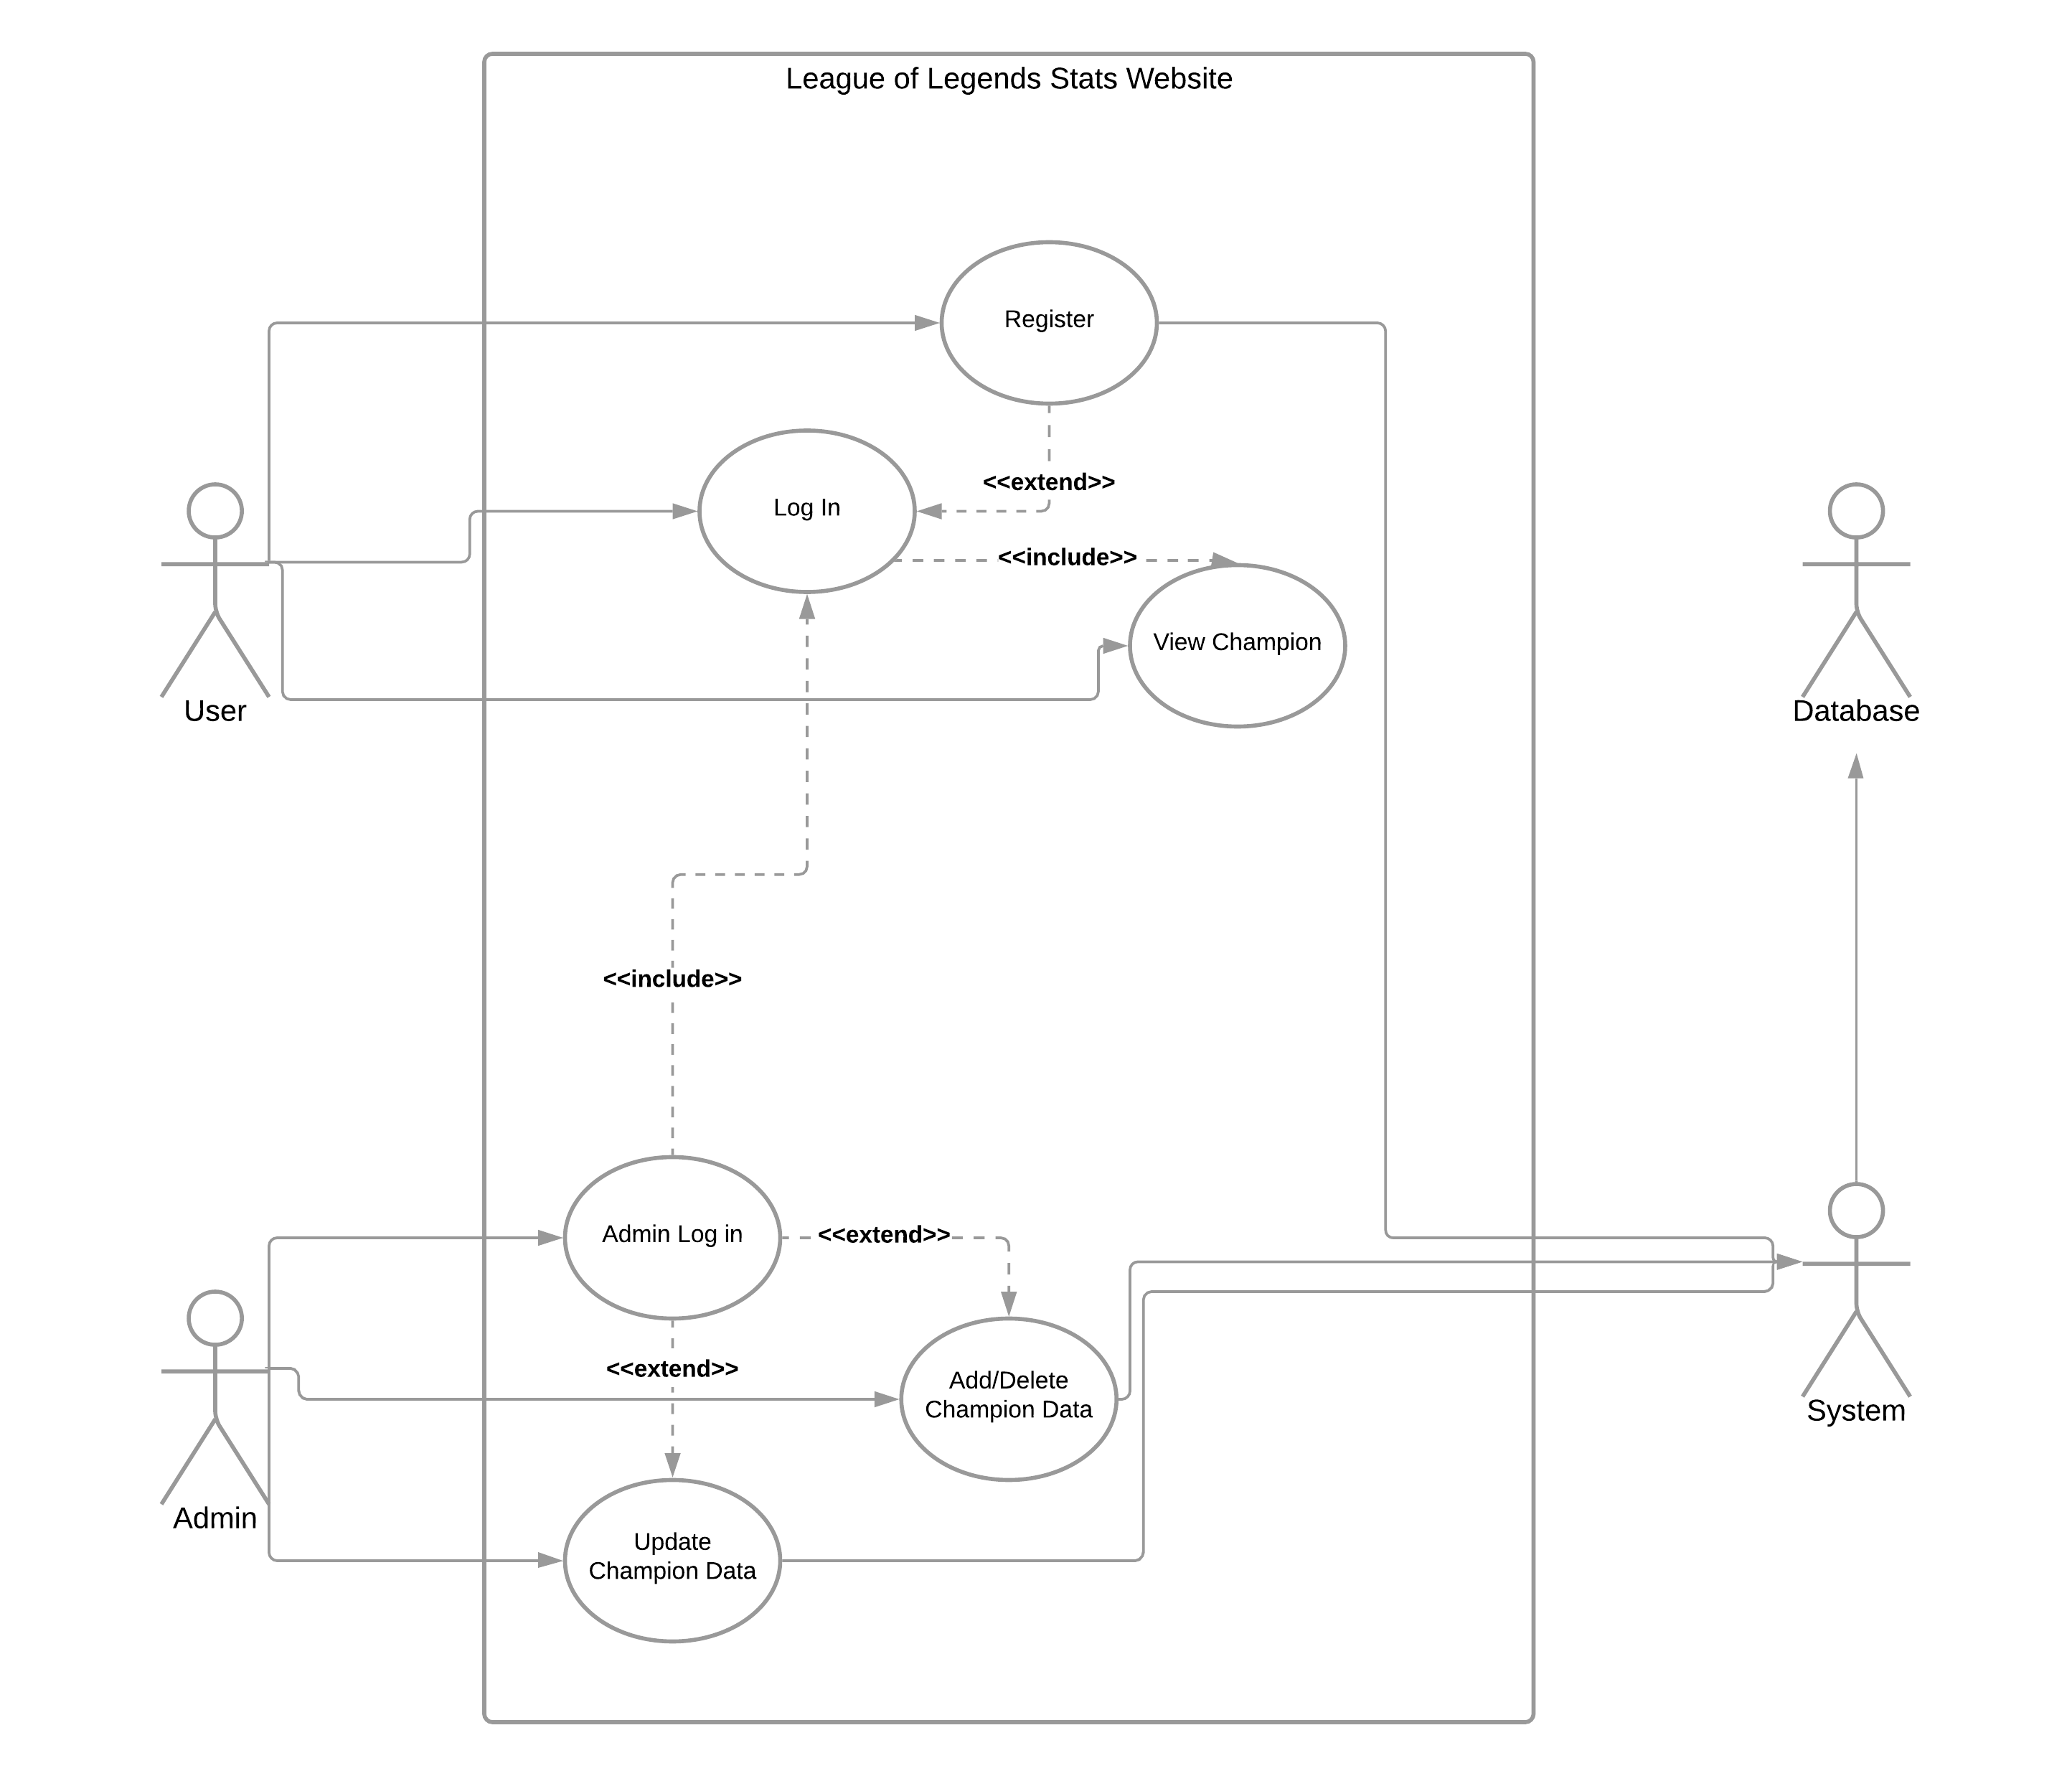 League of Legends Stats Website
Register
<<extend>>
Log In
<<include>>
View Champion
User
Database
<<include>>
Admin Log in
<<extend>>
<<extend>>
Add/Delete
Champion Data
System
Admin
Update
Champion Data